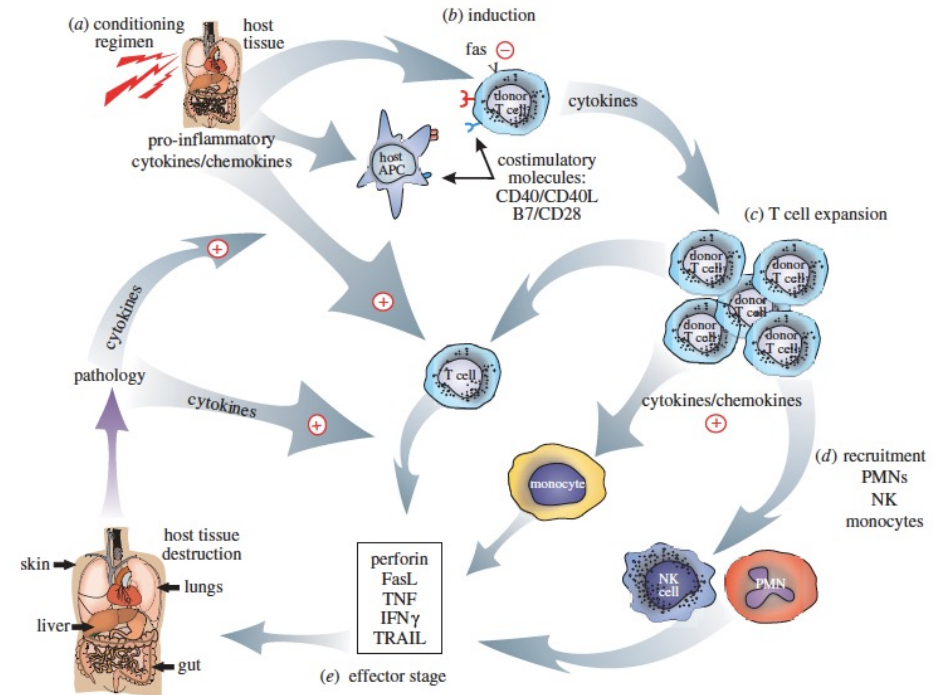 (a) conditioning
regimen
host
tissue
pro-inflammatory
cytokines/chemokines
(b) induction
fas
donor
T cell
cytokines
host
APC
costimulatory
molecules:
CD40/CD40L
B7/CD28
(c) T cell expansion
donor
T cell
donor
T cell
donor
T cell
donor
T cell
donor
T cell
+
cytokines
+
T cell
pathology
cytokines
+
cytokines/chemokines
+
(d) recruitment
PMNs
NK
monocytes
monocyte
NK
cell
PMN
host tissue
destruction
skin
lungs
liver
gut
perforin
FasL
TNF
IFNγ
TRAIL
(e) effector stage